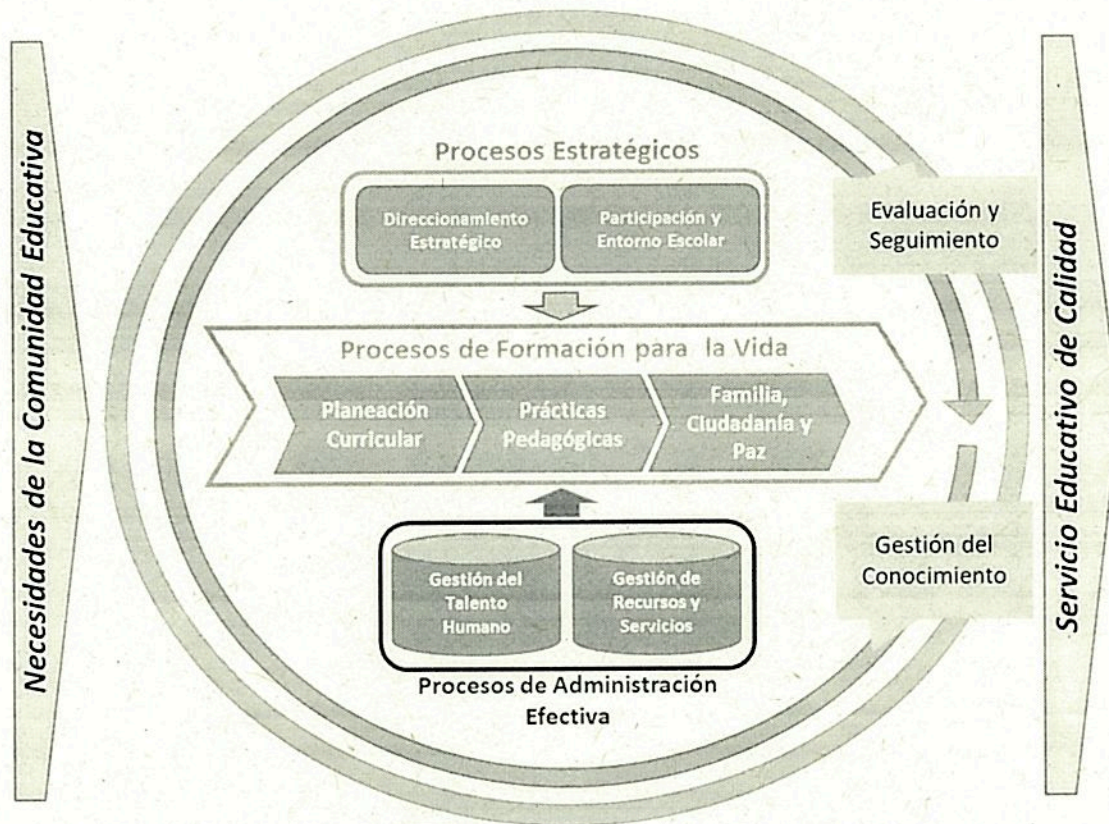 Necesidades de la Comunidad Educativa
Procesos Estratégicos
Direccionamiento
Estratégico
Participación y
Entorno Escolar
Evaluación y
Seguimiento
Procesos de Formación para la Vida
Planeación
Curricular
Prácticas
Pedagógicas
Familia,
Ciudadanía y
Paz
Gestión del
Talento
Humano
Gestión de
Recursos y
Servicios
Procesos de Administración
Efectiva
Gestión del
Conocimiento
Servicio Educativo de Calidad